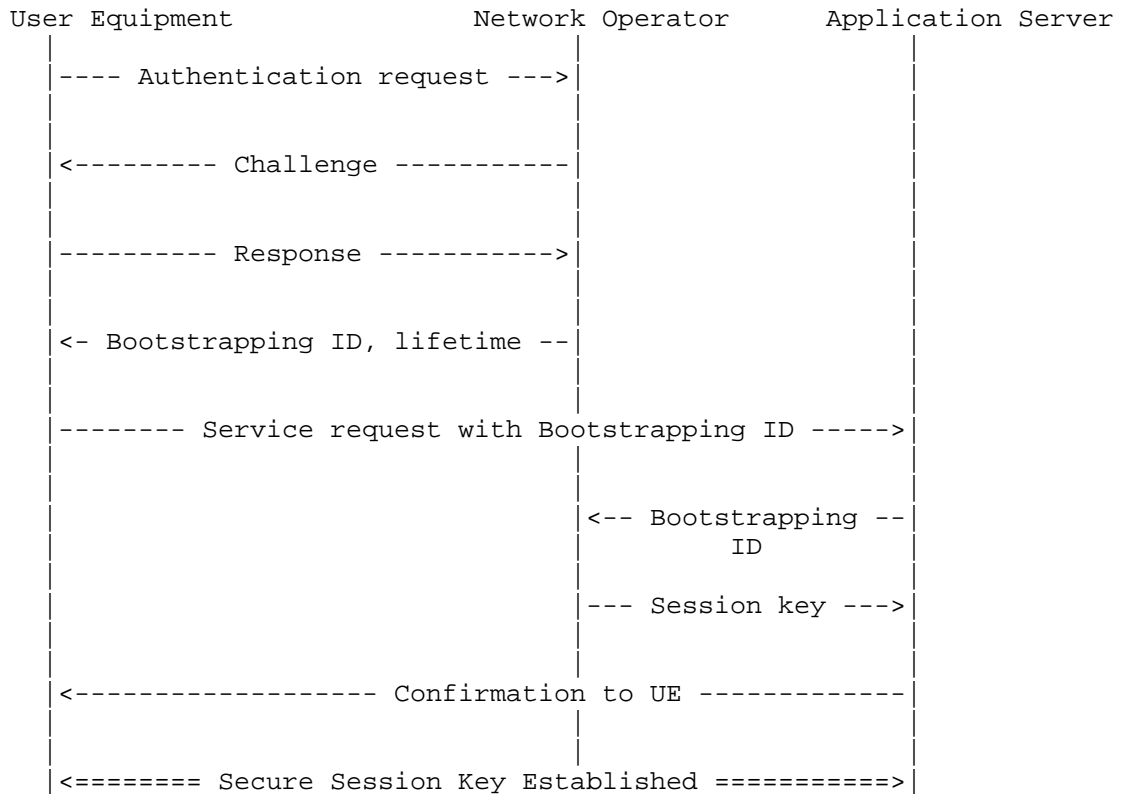 User Equipment Network Operator Application Server
Authentication request
Challenge
Response
Bootstrapping ID, lifetime
Service request with Bootstrapping ID
Bootstrapping
ID
Session key
Confirmation to UE
Secure Session Key Established